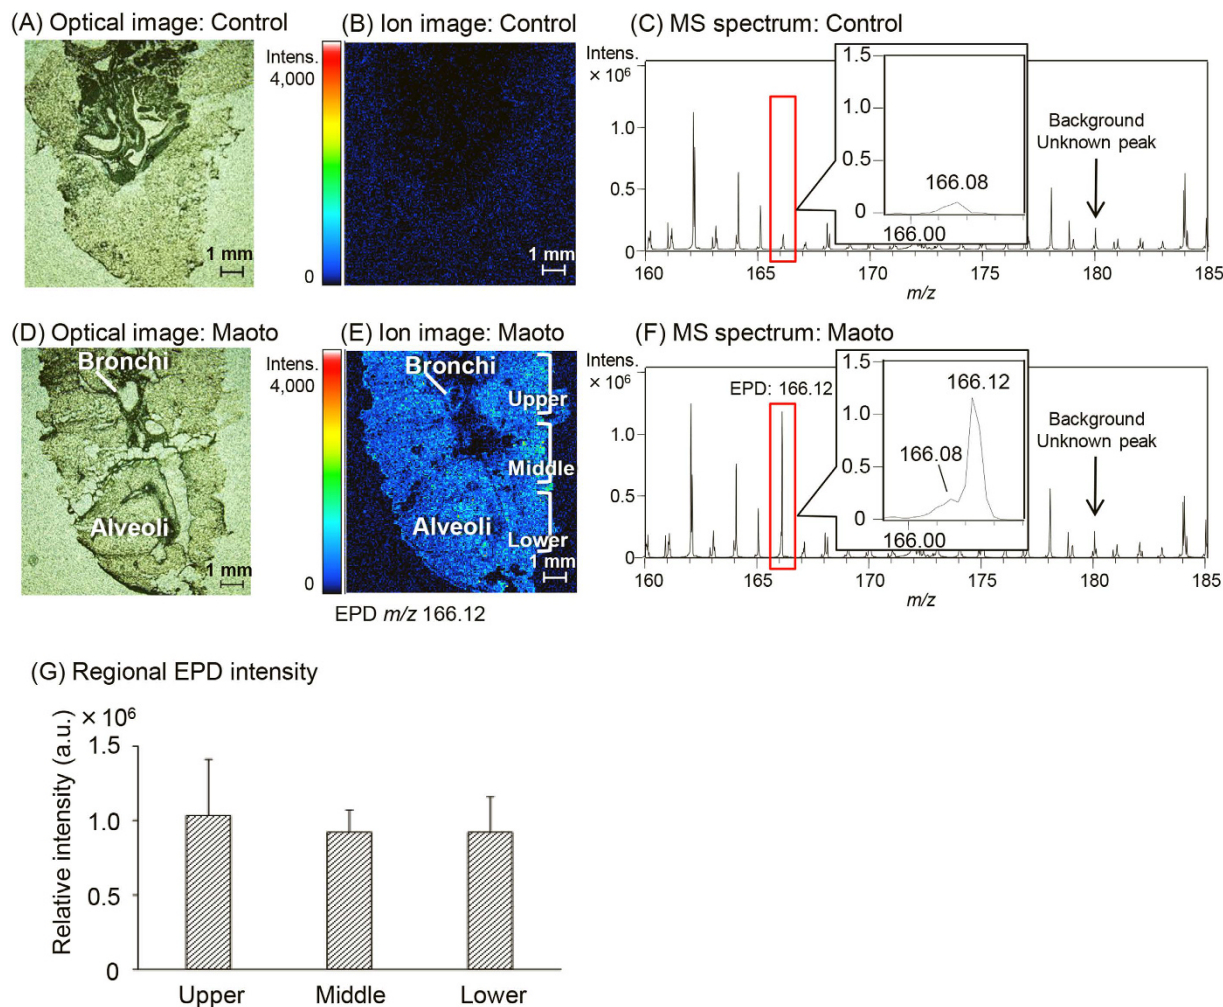 (A) Optical image: Control
1 mm
(B) Ion image: Control
Intens.
4,000
0
1 mm
(C) MS spectrum: Control
Intens.
× 10⁶
1.0
0.5
0
1.5
1.0
0.5
0
166.08
166.00
Background
Unknown peak
160 165 170 175 180 185
m/z
(D) Optical image: Maoto
Bronchi
Alveoli
1 mm
(E) Ion image: Maoto
Intens.
4,000
0
Bronchi
Upper
Middle
Alveoli
Lower
1 mm
EPD m/z 166.12
(F) MS spectrum: Maoto
Intens.
× 10⁶
1.0
0.5
0
EPD: 166.12
1.5
1.0
0.5
0
166.12
166.08
166.00
Background
Unknown peak
160 165 170 175 180 185
m/z
(G) Regional EPD intensity
× 10⁶
Relative intensity (a.u.)
1.5
1.0
0.5
0
Upper Middle Lower